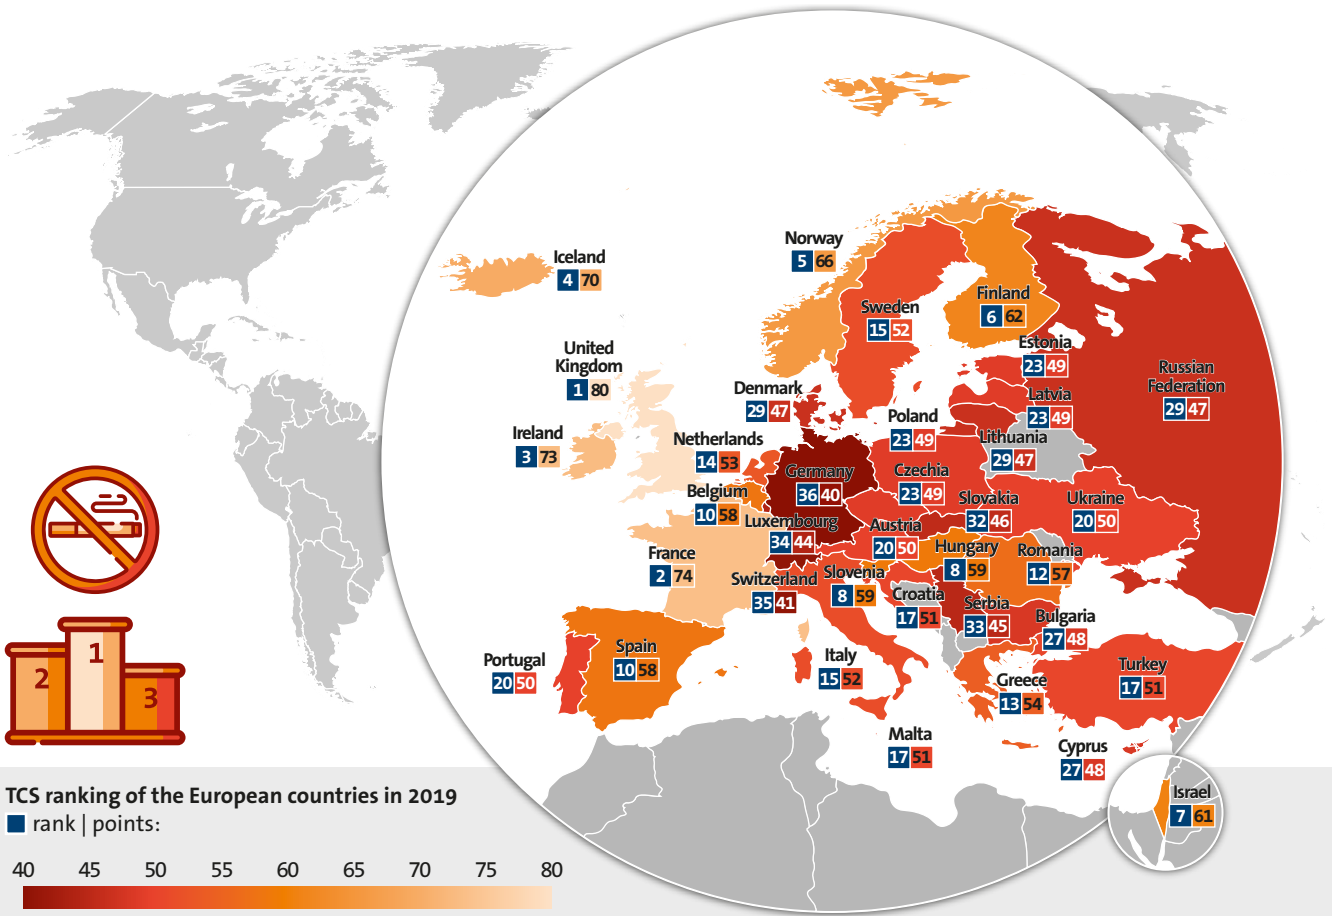 Norway
5 66
Iceland
4 70
Finland
6 62
Sweden
15 52
Estonia
23 49
United
Kingdom
1 80
Russian
Federation
29 47
Denmark
29 47
Latvia
23 49
Poland
23 49
Ireland
3 73
Netherlands
14 53
Lithuania
29 47
Germany
36 40
Czechia
23 49
Belgium
10 58
Slovakia
32 46
Ukraine
20 50
Luxembourg
34 44
Austria
20 50
France
2 74
Hungary
8 59
Romania
12 57
Switzerland
35 41
Slovenia
8 59
Croatia
17 51
Serbia
33 45
Bulgaria
27 48
Spain
10 58
Portugal
20 50
Italy
15 52
Greece
13 54
Turkey
17 51
Malta
17 51
Cyprus
27 48
Israel
7 61
1
2
3
TCS ranking of the European countries in 2019
rank | points:
40 45 50 55 60 65 70 75 80